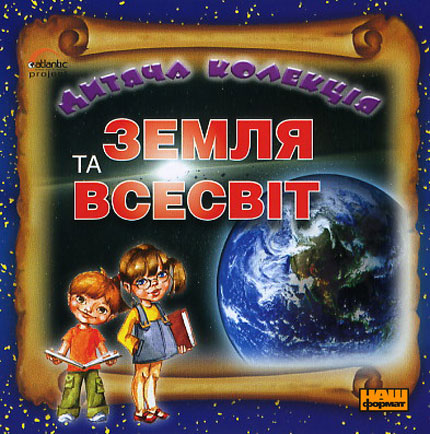 atlantic
project
ДИТЯЧА КОЛЕКЦІЯ
ЗЕМЛЯ
ТА
ВСЕСВІТ
НАШ
формат